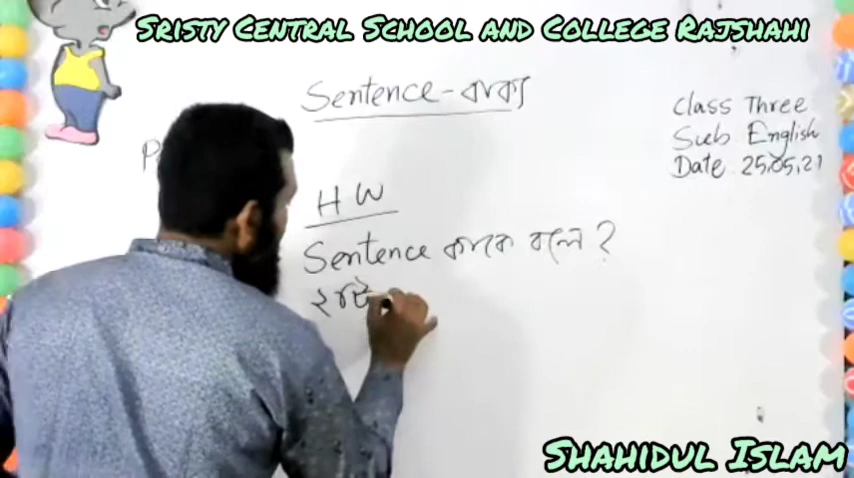 SRISTY CENTRAL SCHOOL AND COLLEGE RAJSHAHI
Sentence - বাক্য
Class Three
Sub English
Date 25,05,21
H W
Sentence কাকে বলে?
SHAHIDUL ISLAM